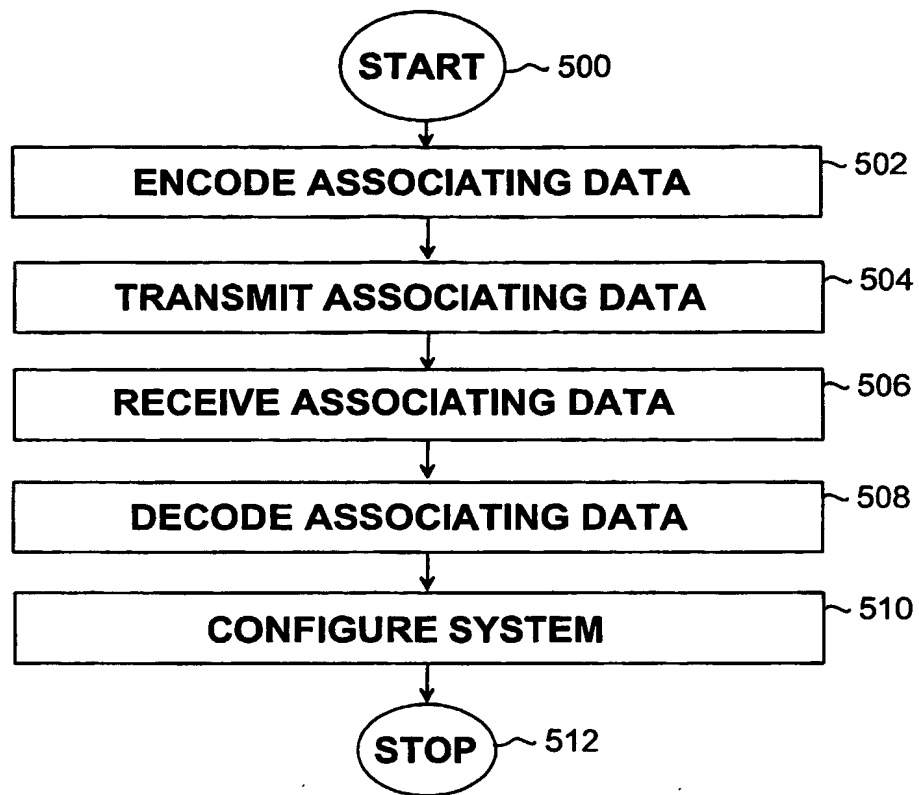 START 500
ENCODE ASSOCIATING DATA 502
TRANSMIT ASSOCIATING DATA 504
RECEIVE ASSOCIATING DATA 506
DECODE ASSOCIATING DATA 508
CONFIGURE SYSTEM 510
STOP 512